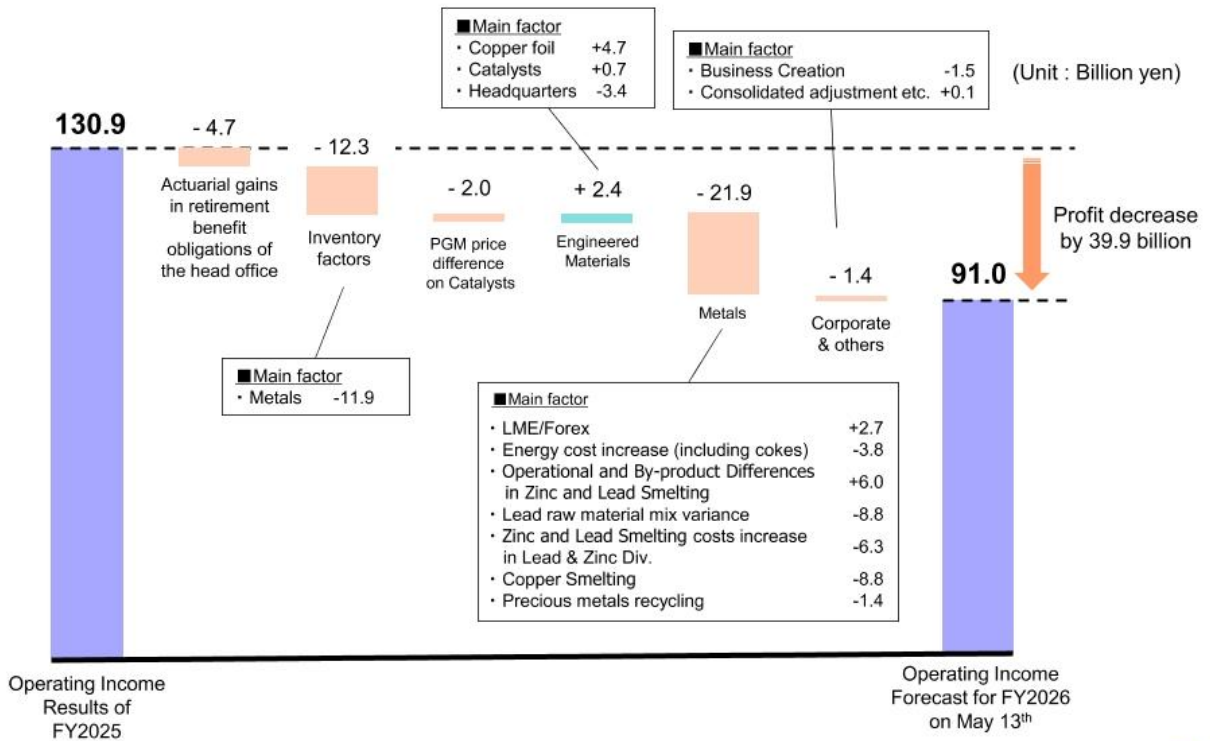 ■Main factor
・ Copper foil +4.7
・ Catalysts +0.7
・ Headquarters -3.4
■Main factor
・ Business Creation -1.5
・ Consolidated adjustment etc. +0.1
(Unit : Billion yen)
130.9
- 4.7
Actuarial gains
in retirement
benefit
obligations of
the head office
- 12.3
Inventory
factors
- 2.0
PGM price
difference
on Catalysts
+ 2.4
Engineered
Materials
- 21.9
Metals
- 1.4
Corporate
& others
91.0
Profit decrease
by 39.9 billion
■Main factor
・ Metals -11.9
■Main factor
・ LME/Forex +2.7
・ Energy cost increase (including cokes) -3.8
・ Operational and By-product Differences
in Zinc and Lead Smelting +6.0
・ Lead raw material mix variance -8.8
・ Zinc and Lead Smelting costs increase
in Lead & Zinc Div. -6.3
・ Copper Smelting -8.8
・ Precious metals recycling -1.4
Operating Income
Results of
FY2025
Operating Income
Forecast for FY2026
on May 13th